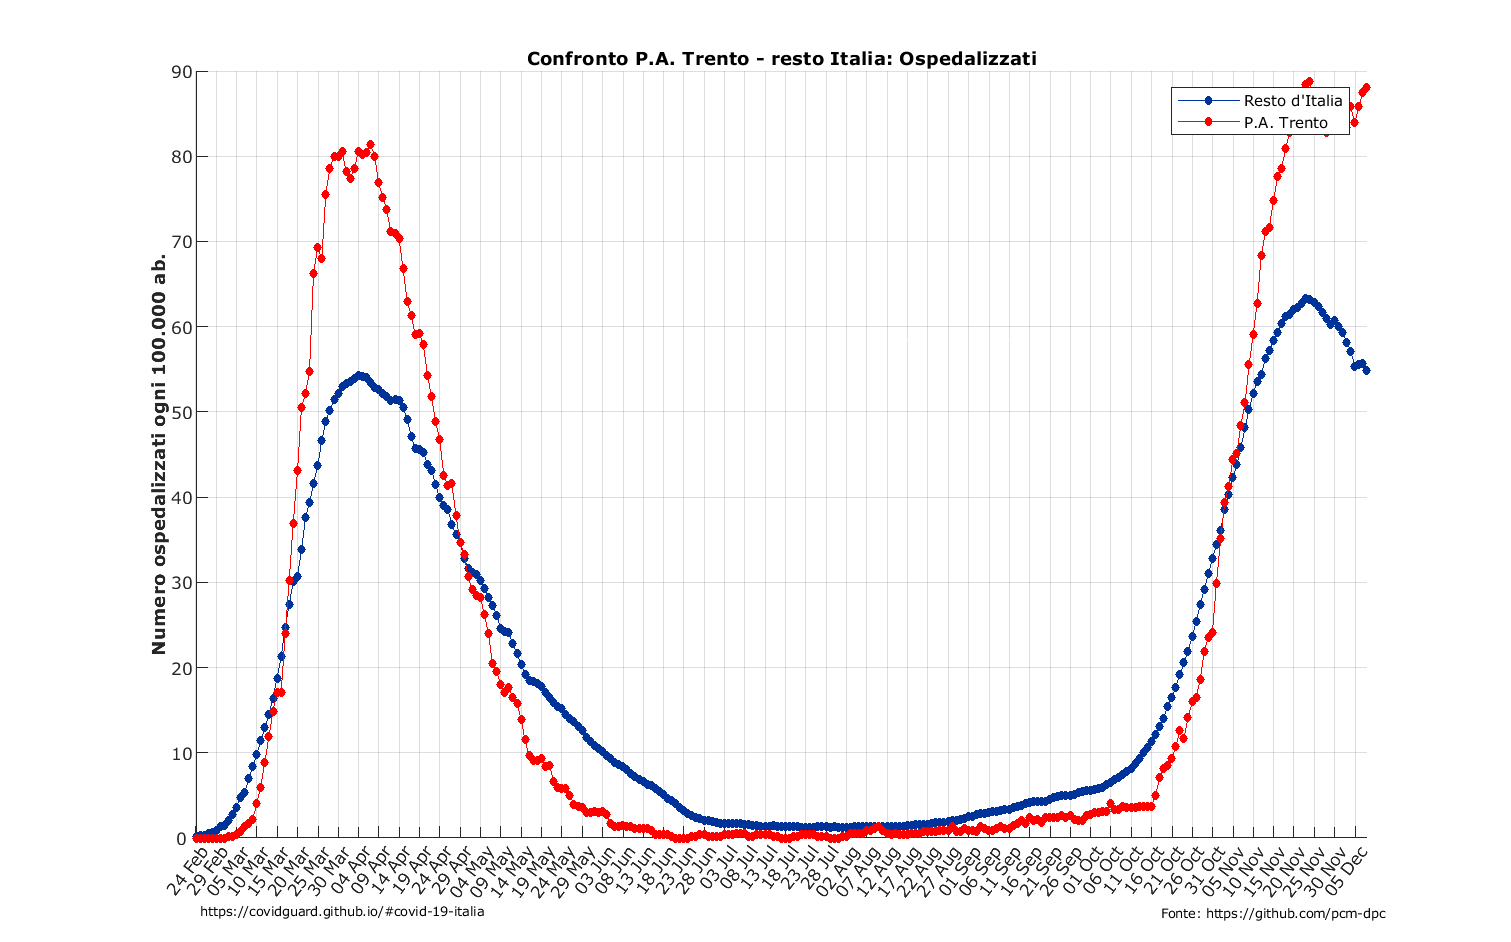 Confronto P.A. Trento - resto Italia: Ospedalizzati
Numero ospedalizzati ogni 100.000 ab.
90
80
70
60
50
40
30
20
10
0
Resto d'Italia
P.A. Trento
24 Feb
29 Feb
05 Mar
10 Mar
15 Mar
20 Mar
25 Mar
30 Mar
04 Apr
09 Apr
14 Apr
19 Apr
24 Apr
29 Apr
04 May
09 May
14 May
19 May
24 May
29 May
03 Jun
08 Jun
13 Jun
18 Jun
23 Jun
28 Jun
03 Jul
08 Jul
13 Jul
18 Jul
23 Jul
28 Jul
02 Aug
07 Aug
12 Aug
17 Aug
22 Aug
27 Aug
01 Sep
06 Sep
11 Sep
16 Sep
21 Sep
26 Sep
01 Oct
06 Oct
11 Oct
16 Oct
21 Oct
26 Oct
31 Oct
05 Nov
10 Nov
15 Nov
20 Nov
25 Nov
30 Nov
05 Dec
https://covidguard.github.io/#covid-19-italia
Fonte: https://github.com/pcm-dpc